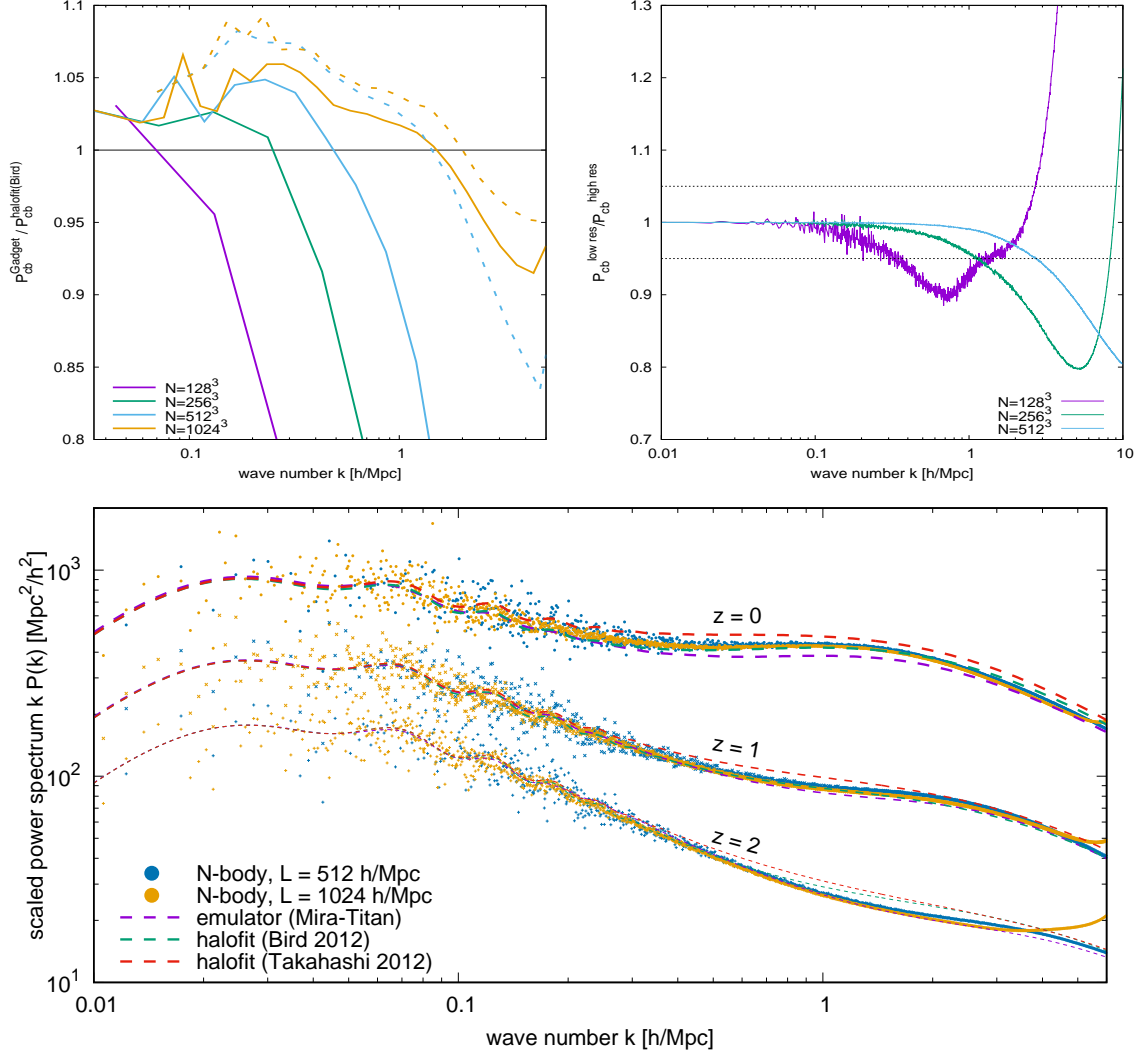 1.1
1.05
1
0.95
0.9
0.85
0.8
P_cb^Gadget / P_cb^halofit(Bird)
N=128^3
N=256^3
N=512^3
N=1024^3
0.1 1
wave number k [h/Mpc]
1.3
1.2
1.1
1
0.9
0.8
0.7
P_cb^low res/P_cb^high res
N=128^3
N=256^3
N=512^3
0.01 0.1 1 10
wave number k [h/Mpc]
10^3
10^2
10^1
scaled power spectrum k P(k) [Mpc^2/h^2]
z = 0
z = 1
z = 2
N-body, L = 512 h/Mpc
N-body, L = 1024 h/Mpc
emulator (Mira-Titan)
halofit (Bird 2012)
halofit (Takahashi 2012)
0.01 0.1 1
wave number k [h/Mpc]